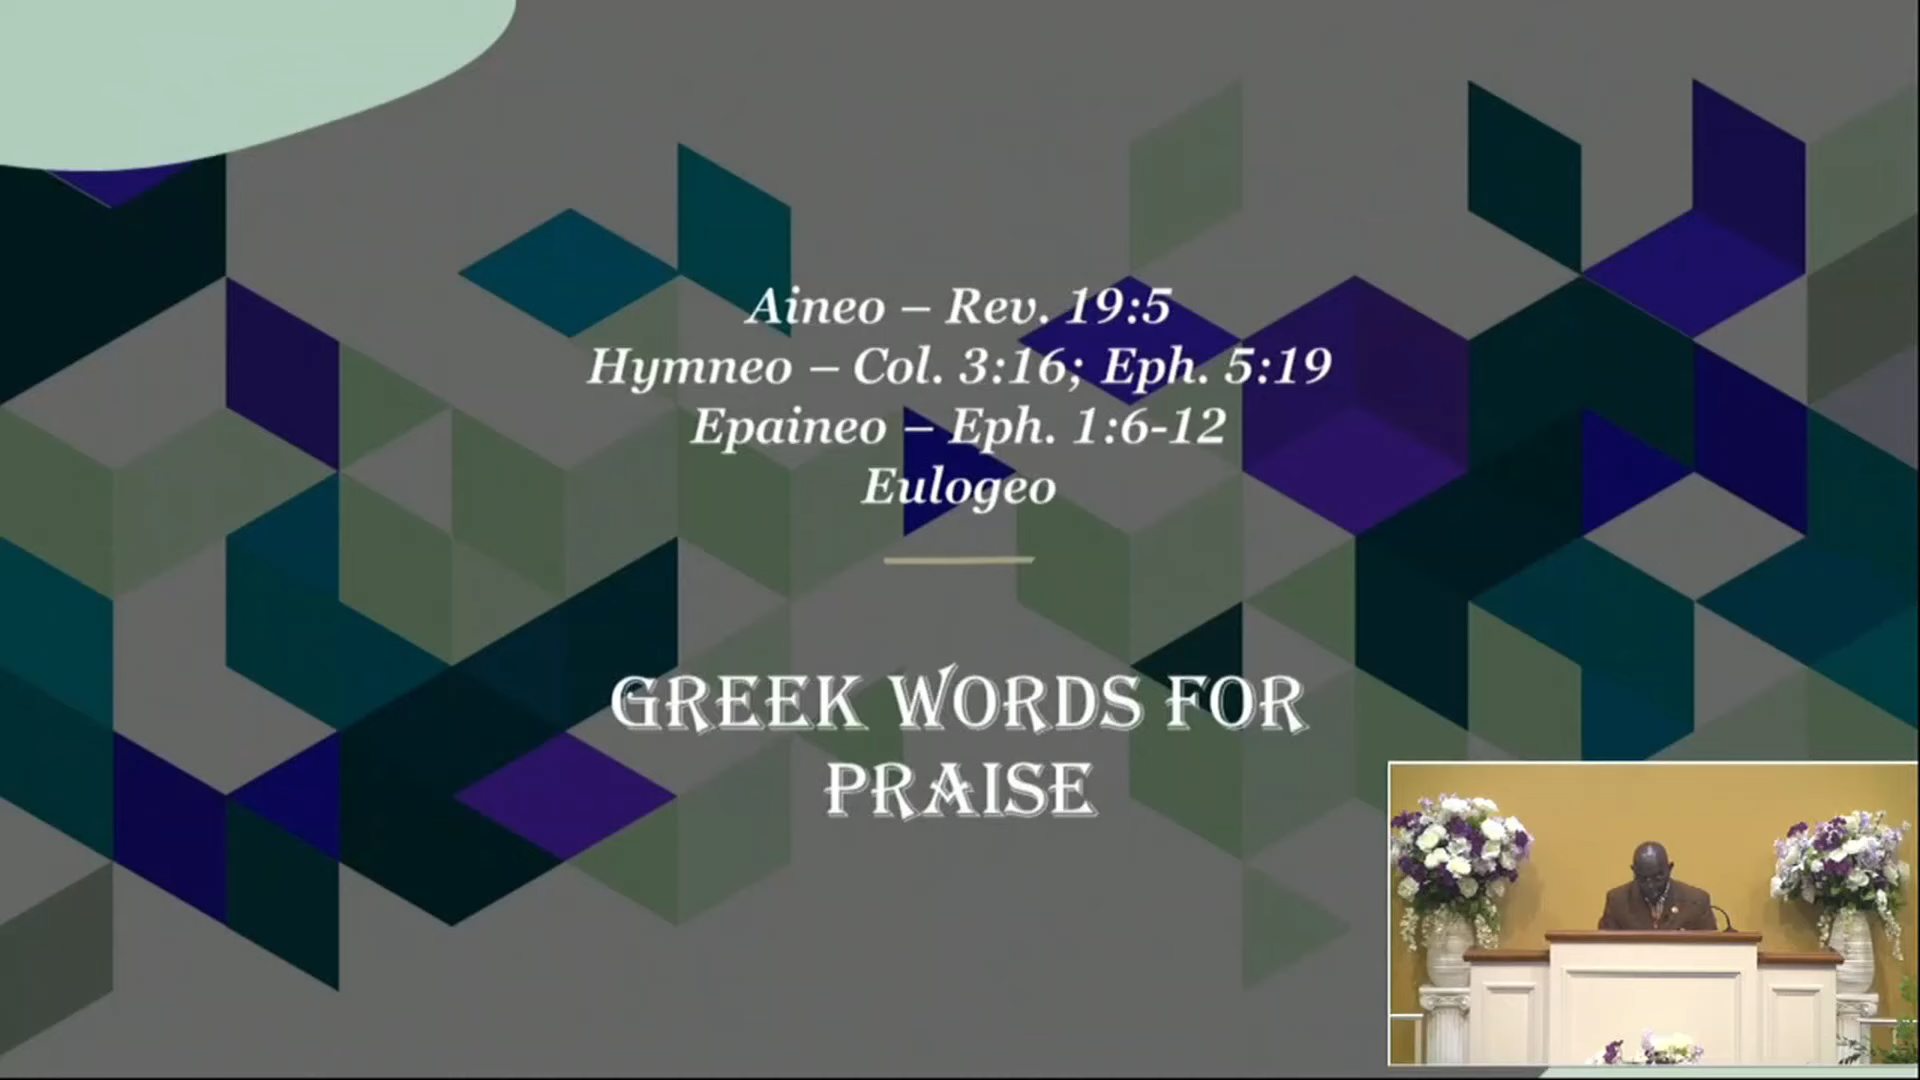 Aineo – Rev. 19:5
Hymneo – Col. 3:16; Eph. 5:19
Epaineo – Eph. 1:6-12
Eulogeo
GREEK WORDS FOR
PRAISE